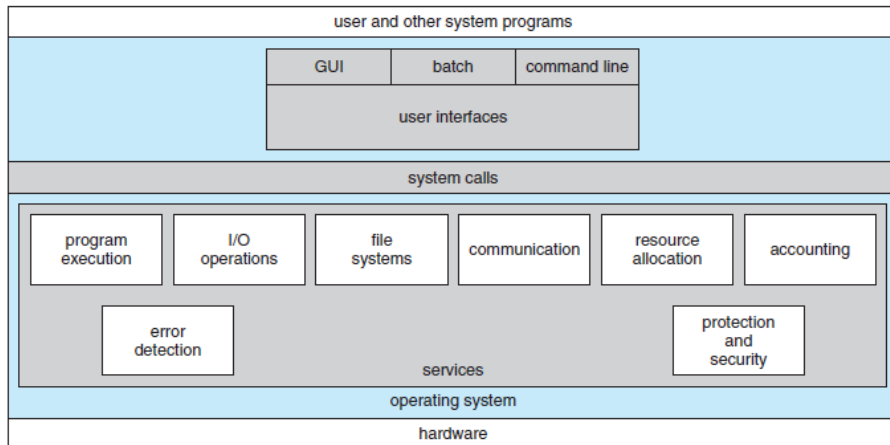 user and other system programs
GUI
batch
command line
user interfaces
system calls
program
execution
I/O
operations
file
systems
communication
resource
allocation
accounting
error
detection
protection
and
security
services
operating system
hardware